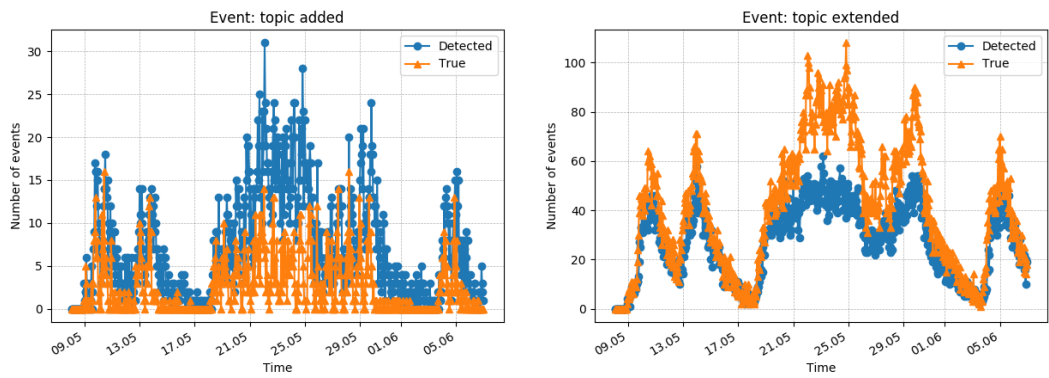 Event: topic added
Detected
True
Number of events
30
25
20
15
10
5
0
09.05
13.05
17.05
21.05
25.05
29.05
01.06
05.06
Time
Event: topic extended
Detected
True
Number of events
100
80
60
40
20
0
09.05
13.05
17.05
21.05
25.05
29.05
01.06
05.06
Time